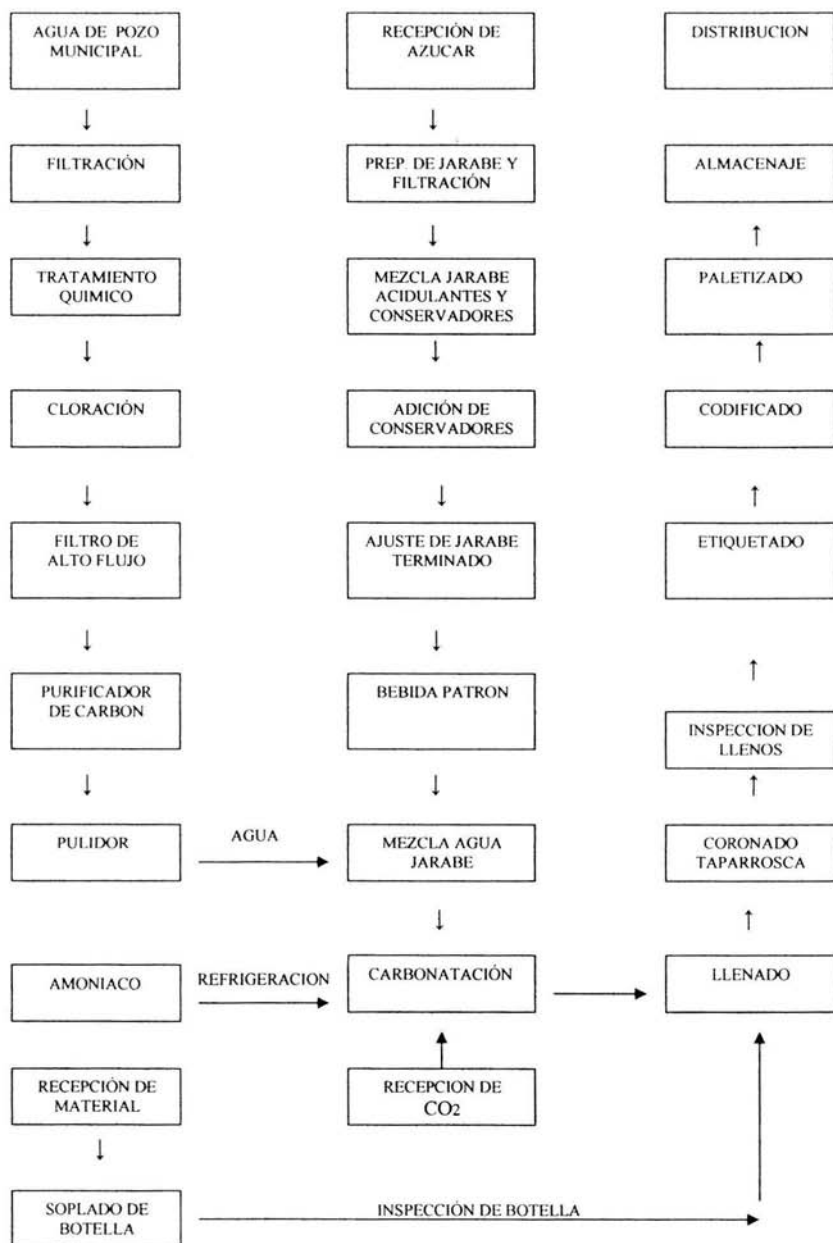 AGUA DE POZO
MUNICIPAL
FILTRACIÓN
TRATAMIENTO
QUIMICO
CLORACIÓN
FILTRO DE
ALTO FLUJO
PURIFICADOR
DE CARBON
PULIDOR
AGUA
AMONIACO
REFRIGERACION
RECEPCIÓN DE
MATERIAL
SOPLADO DE
BOTELLA
INSPECCIÓN DE BOTELLA
RECEPCIÓN DE
AZUCAR
PREP. DE JARABE Y
FILTRACIÓN
MEZCLA JARABE
ACIDULANTES Y
CONSERVADORES
ADICIÓN DE
CONSERVADORES
AJUSTE DE JARABE
TERMINADO
BEBIDA PATRON
MEZCLA AGUA
JARABE
CARBONATACIÓN
RECEPCION DE
CO2
DISTRIBUCION
ALMACENAJE
PALETIZADO
CODIFICADO
ETIQUETADO
INSPECCION DE
LLENOS
CORONADO
TAPARROSCA
LLENADO